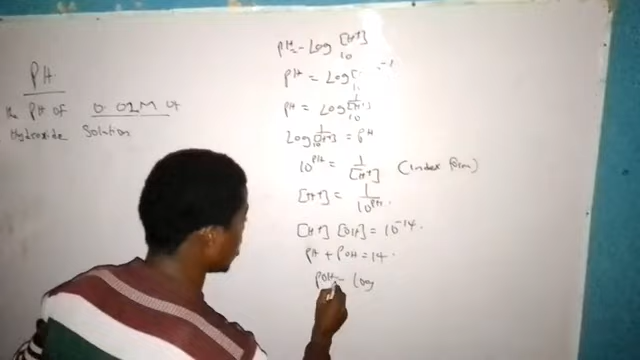 PH
the PH of 0.02M of
Hydroxide Solution
PH = - Log [H+]
10
PH = Log [
PH = Log 1/[H+]
10
Log 1/[H+] = PH
10
10^PH = 1/[H+] (Index form)
[H+] = 1/10^PH.
[H+] [OH] = 10^-14.
PH + POH = 14.
POH = Log